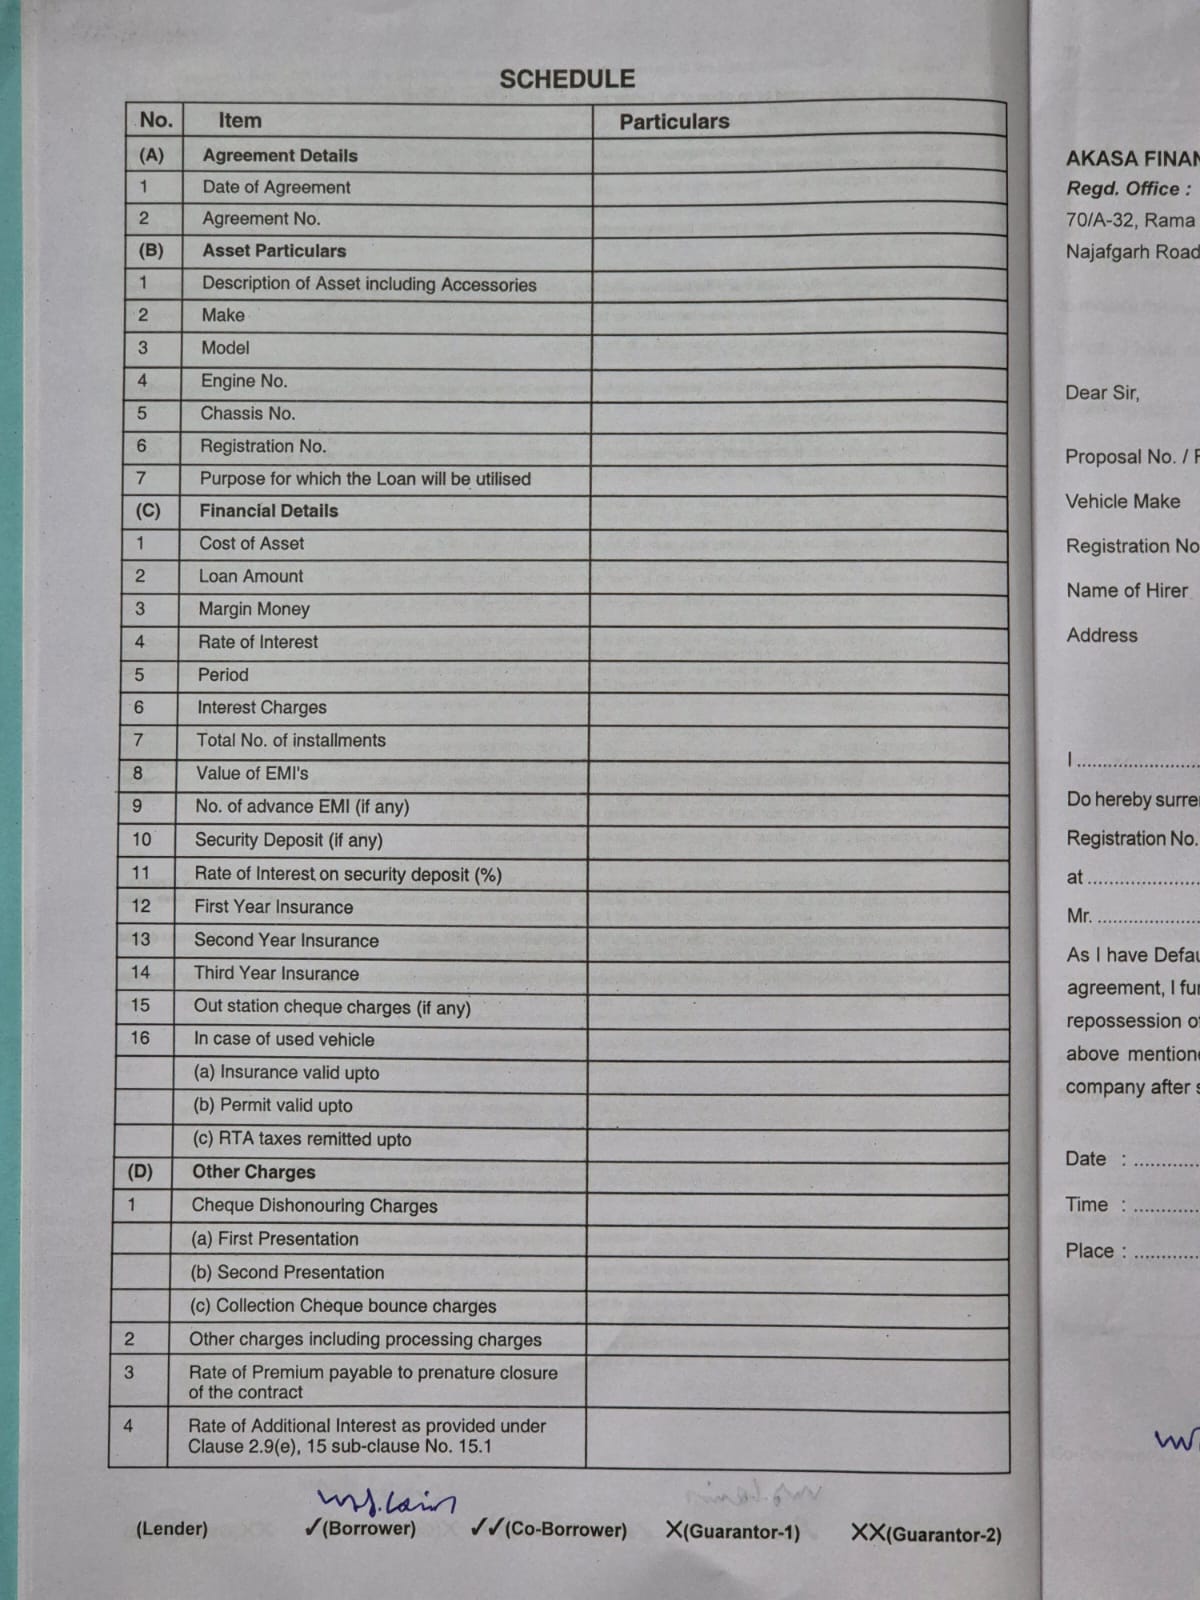 SCHEDULE
No. Item Particulars
(A) Agreement Details
1 Date of Agreement
2 Agreement No.
(B) Asset Particulars
1 Description of Asset including Accessories
2 Make
3 Model
4 Engine No.
5 Chassis No.
6 Registration No.
7 Purpose for which the Loan will be utilised
(C) Financial Details
1 Cost of Asset
2 Loan Amount
3 Margin Money
4 Rate of Interest
5 Period
6 Interest Charges
7 Total No. of installments
8 Value of EMI's
9 No. of advance EMI (if any)
10 Security Deposit (if any)
11 Rate of Interest on security deposit (%)
12 First Year Insurance
13 Second Year Insurance
14 Third Year Insurance
15 Out station cheque charges (if any)
16 In case of used vehicle
(a) Insurance valid upto
(b) Permit valid upto
(c) RTA taxes remitted upto
(D) Other Charges
1 Cheque Dishonouring Charges
(a) First Presentation
(b) Second Presentation
(c) Collection Cheque bounce charges
2 Other charges including processing charges
3 Rate of Premium payable to prenature closure
of the contract
4 Rate of Additional Interest as provided under
Clause 2.9(e), 15 sub-clause No. 15.1
(Lender) ✓(Borrower) ✓✓(Co-Borrower) X(Guarantor-1) XX(Guarantor-2)
AKASA FINAN
Regd. Office :
70/A-32, Rama
Najafgarh Road
Dear Sir,
Proposal No. /
Vehicle Make
Registration No
Name of Hirer
Address
I ......................
Do hereby surre
Registration No.
at ....................
Mr. ..................
As I have Defau
agreement, I fur
repossession of
above mentione
company after s
Date : ............
Time : ............
Place : ............